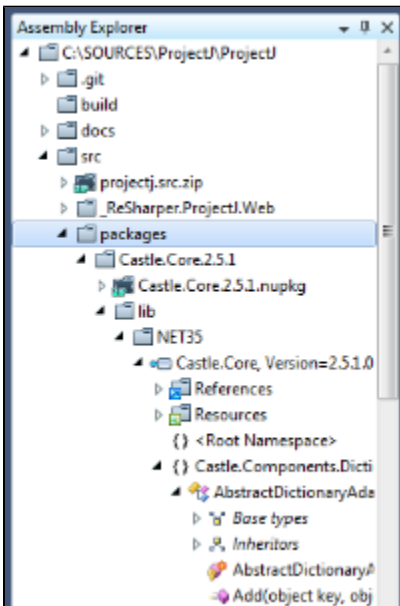 Assembly Explorer
C:\SOURCES\ProjectJ\ProjectJ
.git
build
docs
src
projectj.src.zip
_ReSharper.ProjectJ.Web
packages
Castle.Core.2.5.1
Castle.Core.2.5.1.nupkg
lib
NET35
Castle.Core, Version=2.5.1.0
References
Resources
{} <Root Namespace>
{} Castle.Components.Dicti
AbstractDictionaryAda
Base types
Inheritors
AbstractDictionaryA
Add(object key, obj